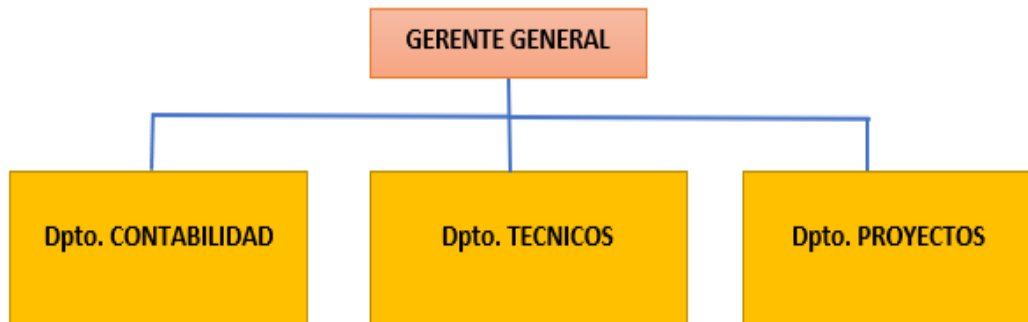 GERENTE GENERAL
Dpto. CONTABILIDAD
Dpto. TECNICOS
Dpto. PROYECTOS